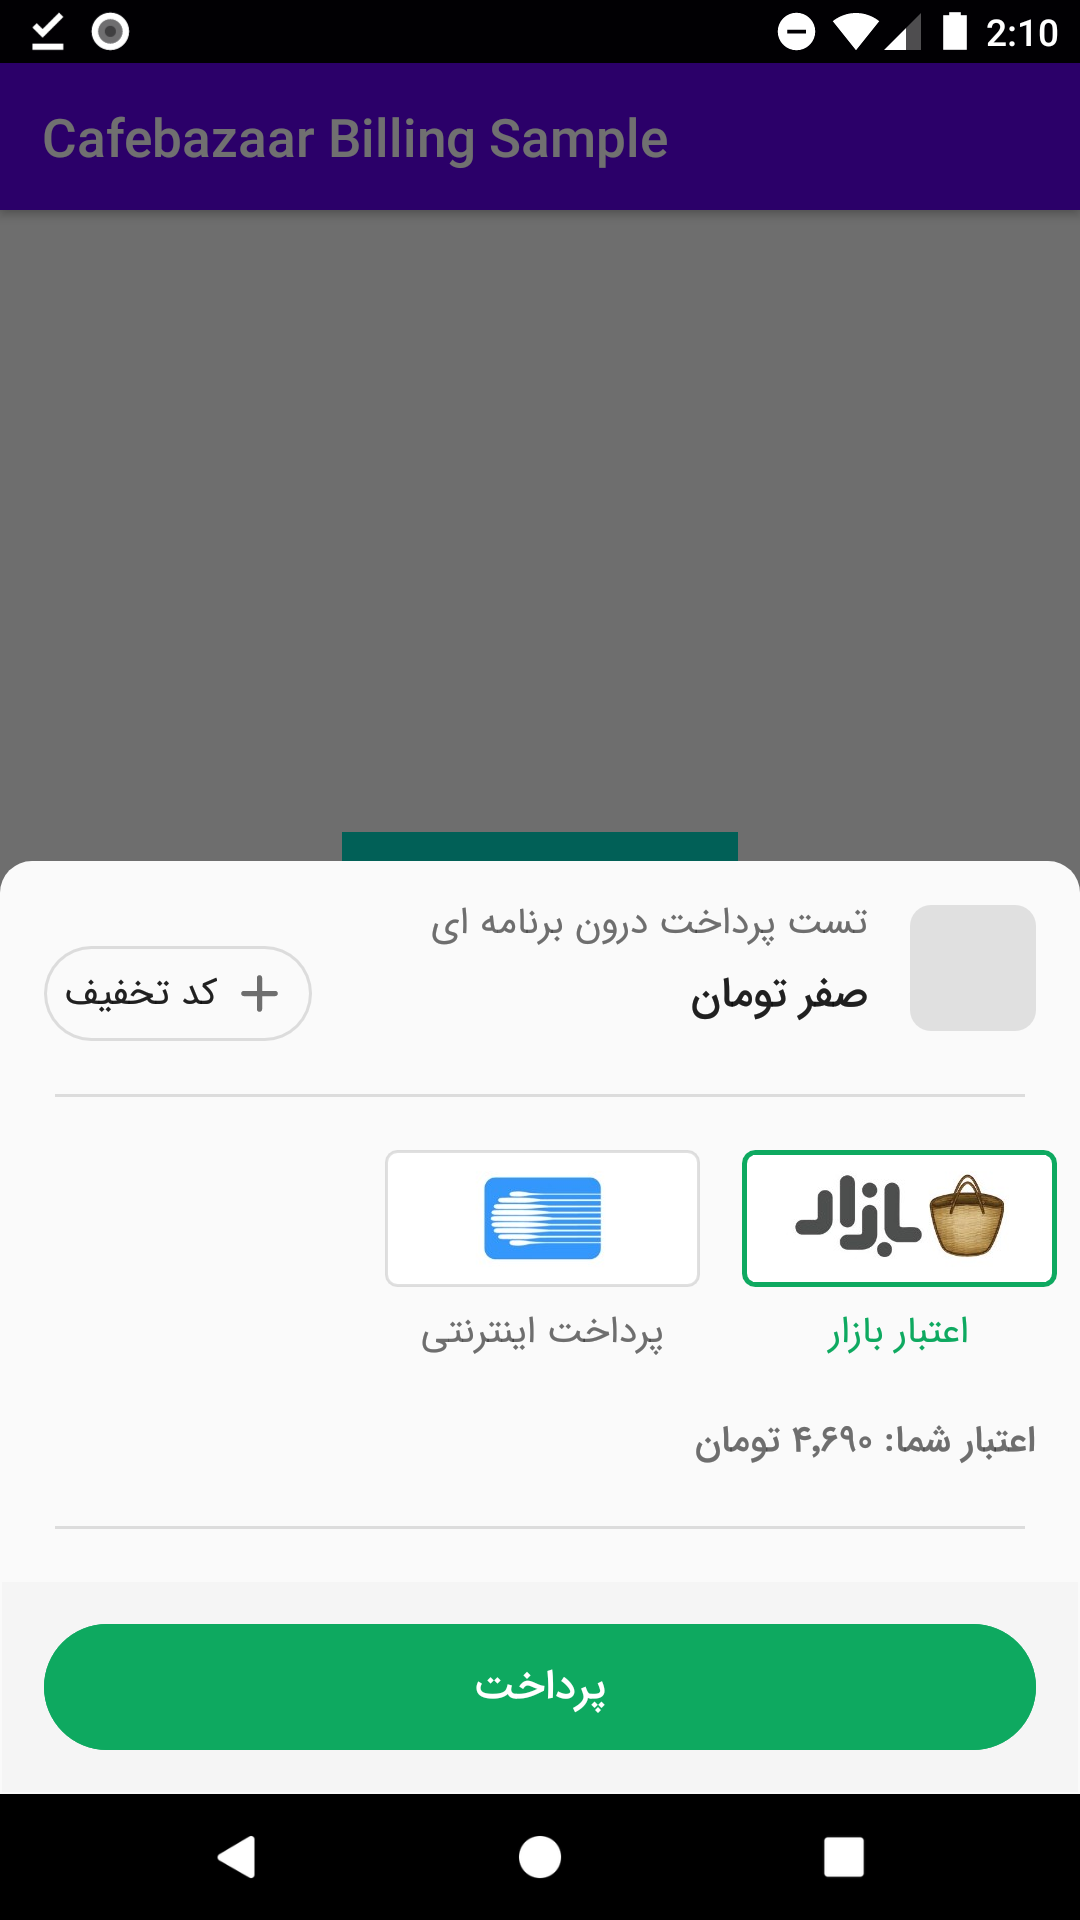 2:10
Cafebazaar Billing Sample
تست پرداخت درون برنامه ای
صفر تومان
کد تخفیف
بازار
اعتبار بازار
پرداخت اینترنتی
اعتبار شما: ۴٬۶۹۰ تومان
پرداخت